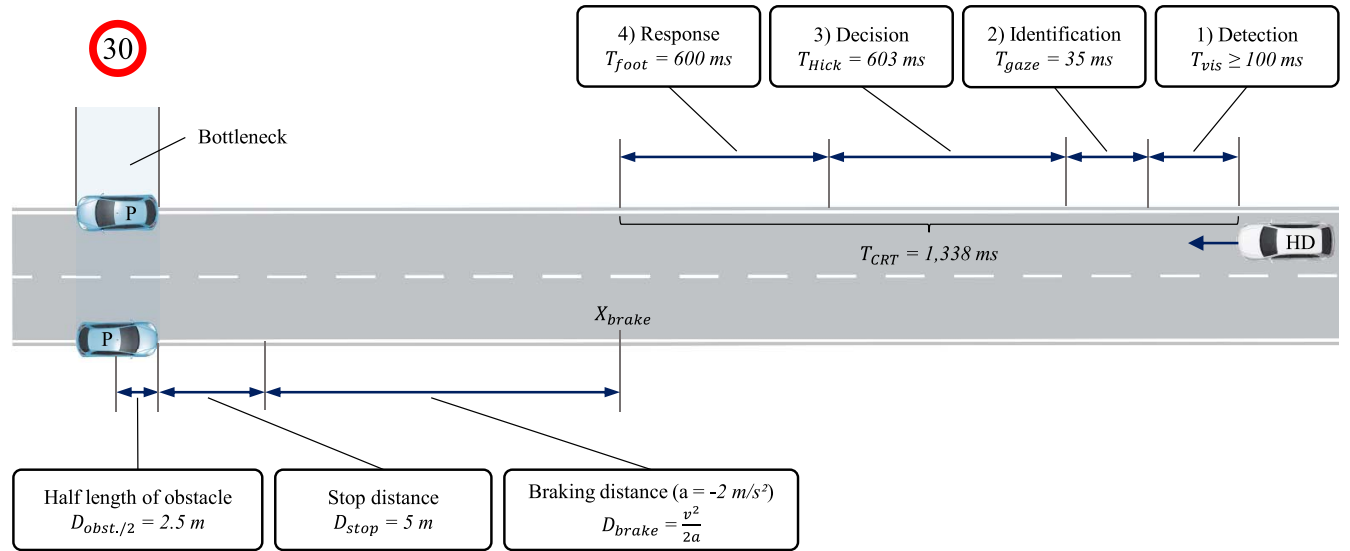 30
4) Response
T_foot = 600 ms
3) Decision
T_Hick = 603 ms
2) Identification
T_gaze = 35 ms
1) Detection
T_vis ≥ 100 ms
Bottleneck
P
HD
T_CRT = 1,338 ms
X_brake
P
Half length of obstacle
D_obst./2 = 2.5 m
Stop distance
D_stop = 5 m
Braking distance (a = -2 m/s²)
D_brake = v²/2a